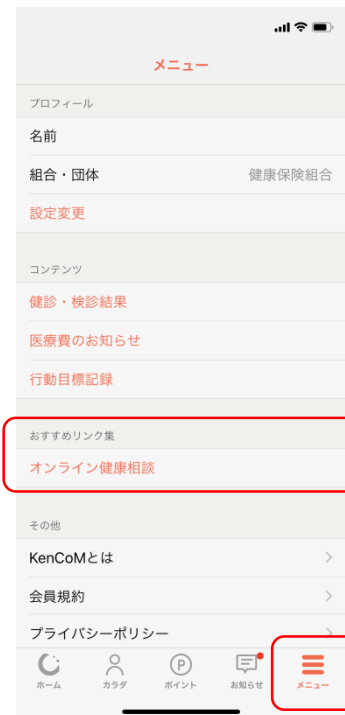 メニュー
プロフィール
名前
組合・団体 健康保険組合
設定変更
コンテンツ
健診・検診結果
医療費のお知らせ
行動目標記録
おすすめリンク集
オンライン健康相談
その他
KenCoMとは
会員規約
プライバシーポリシー
ホーム カラダ ポイント お知らせ メニュー